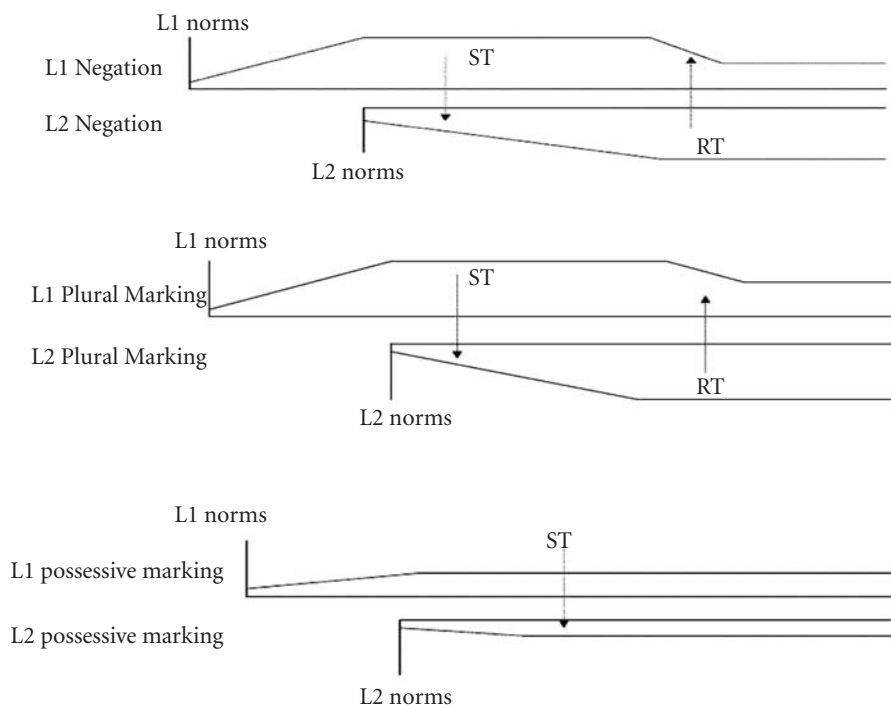 L1 norms
ST
L1 Negation
L2 Negation
RT
L2 norms
L1 norms
ST
L1 Plural Marking
L2 Plural Marking
RT
L2 norms
L1 norms
ST
L1 possessive marking
L2 possessive marking
L2 norms